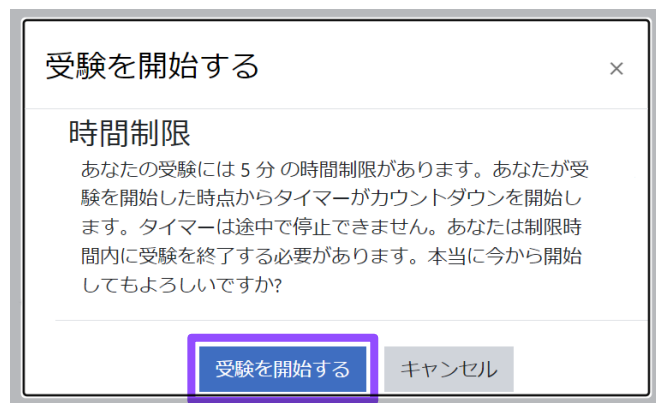 受験を開始する ×
時間制限
あなたの受験には 5 分 の時間制限があります。あなたが受
験を開始した時点からタイマーがカウントダウンを開始し
ます。タイマーは途中で停止できません。あなたは制限時
間内に受験を終了する必要があります。本当に今から開始
してもよろしいですか?
受験を開始する キャンセル